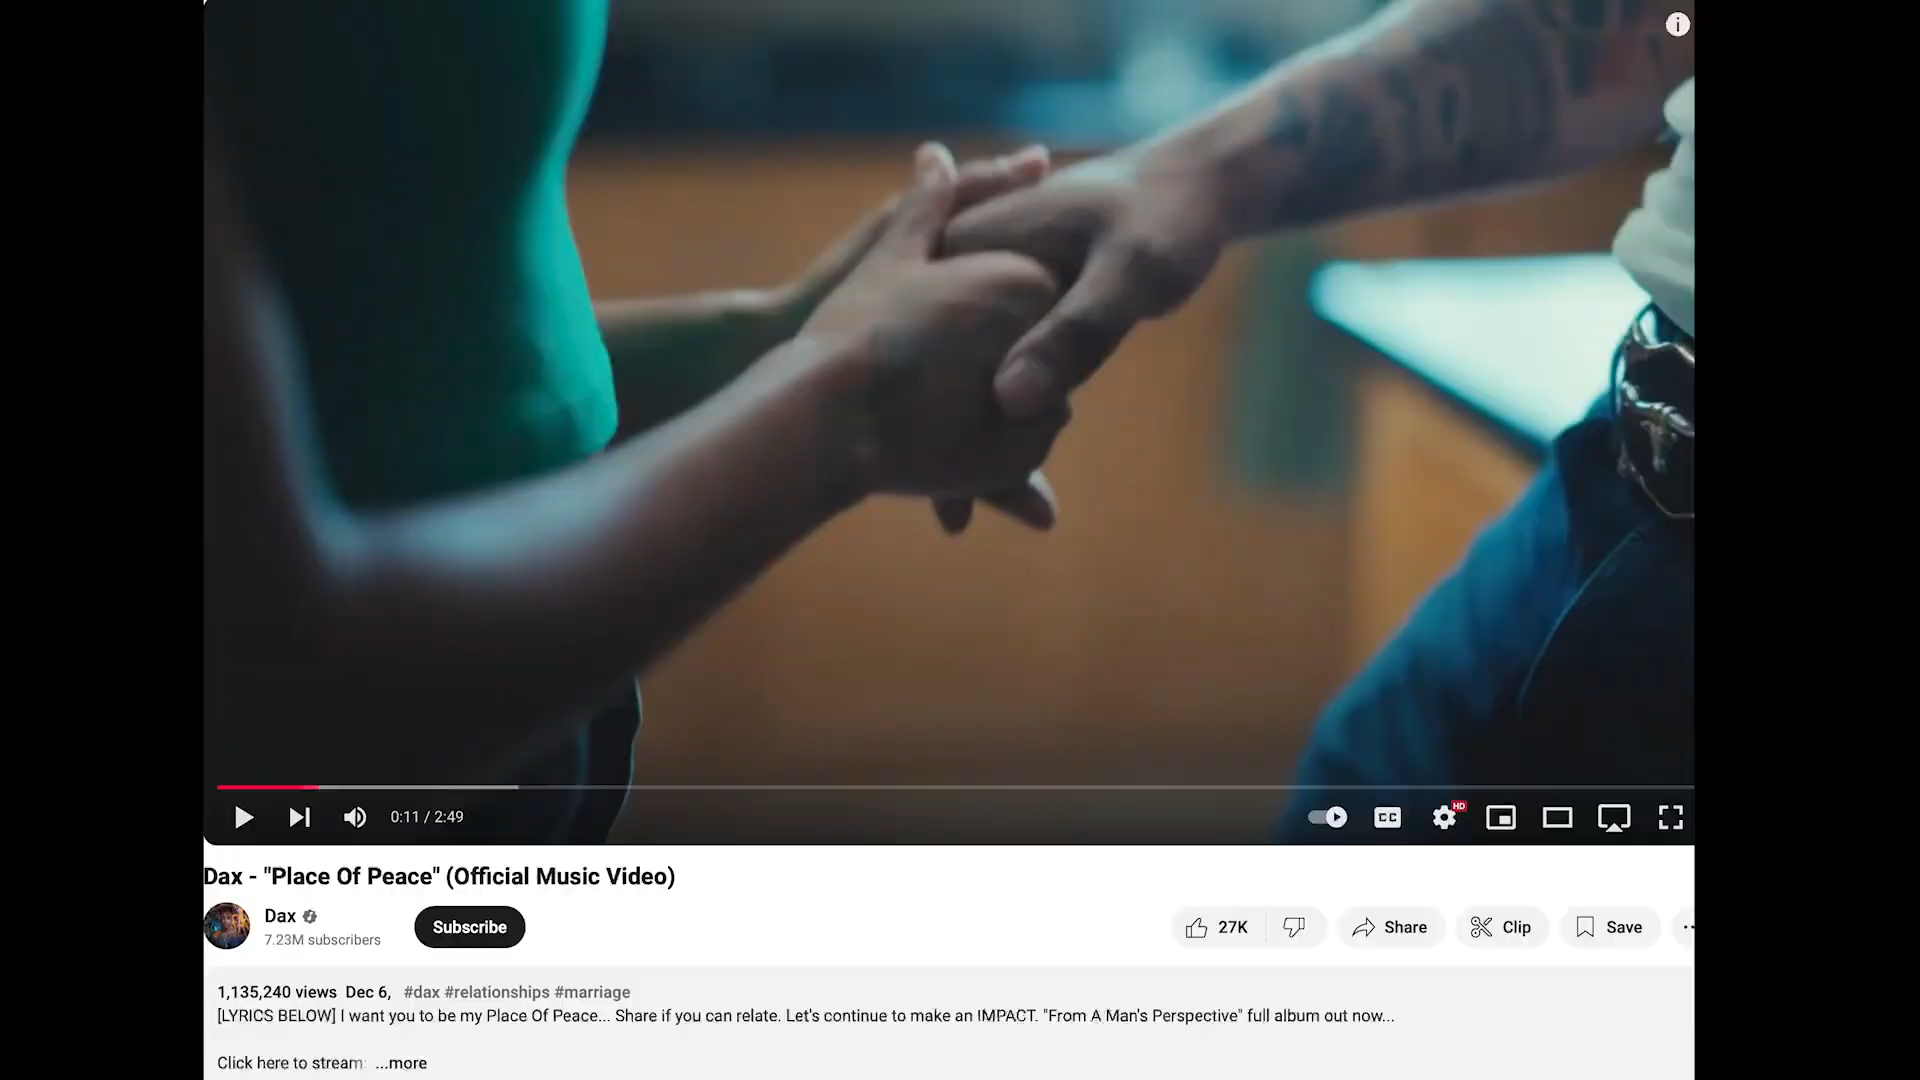 HD
0:11 / 2:49
CC
Dax - "Place Of Peace" (Official Music Video)
Dax
7.23M subscribers
Subscribe
27K
Share
Clip
Save
1,135,240 views Dec 6, #dax #relationships #marriage
[LYRICS BELOW] I want you to be my Place Of Peace... Share if you can relate. Let's continue to make an IMPACT. "From A Man's Perspective" full album out now...
Click here to stream: ...more